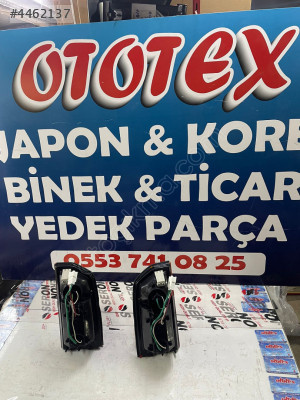 #4462137
OTOTEX
JAPON & KORE
BİNEK & TİCAR
YEDEK PARÇA
0553 741 08 25